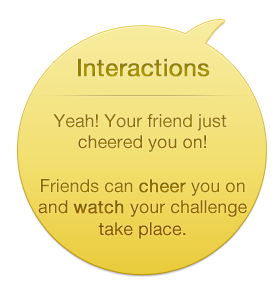 Interactions
Yeah! Your friend just
cheered you on!
Friends can cheer you on
and watch your challenge
take place.